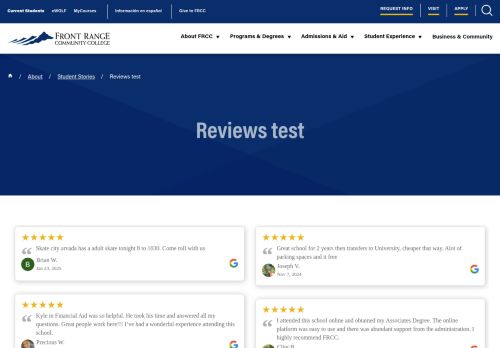 Current Students eWOLF MyCourses Información en español Give to FRCC REQUEST INFO VISIT APPLY
FRONT RANGE
COMMUNITY COLLEGE
About FRCC Programs & Degrees Admissions & Aid Student Experience Business & Community
/ About / Student Stories / Reviews test
Reviews test
Skate city arvada has a adult skate tonight 8 to 1030. Come roll with us
B
Brian W.
Jan 23, 2025
Great school for 2 years then transfers to University, cheaper that way. Alot of
parking spaces and it free
Joseph V.
Nov 7, 2024
Kyle in Financial Aid was so helpful. He took his time and answered all my
questions. Great people work here!!! I've had a wonderful experience attending this
school.
Precious W.
I attended this school online and obtained my Associates Degree. The online
platform was easy to use and there was abundant support from the administration. I
highly recommend FRCC.